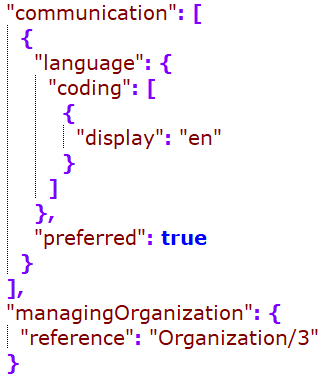 "communication": [
{
"language": {
"coding": [
{
"display": "en"
}
]
},
"preferred": true
}
],
"managingOrganization": {
"reference": "Organization/3"
}